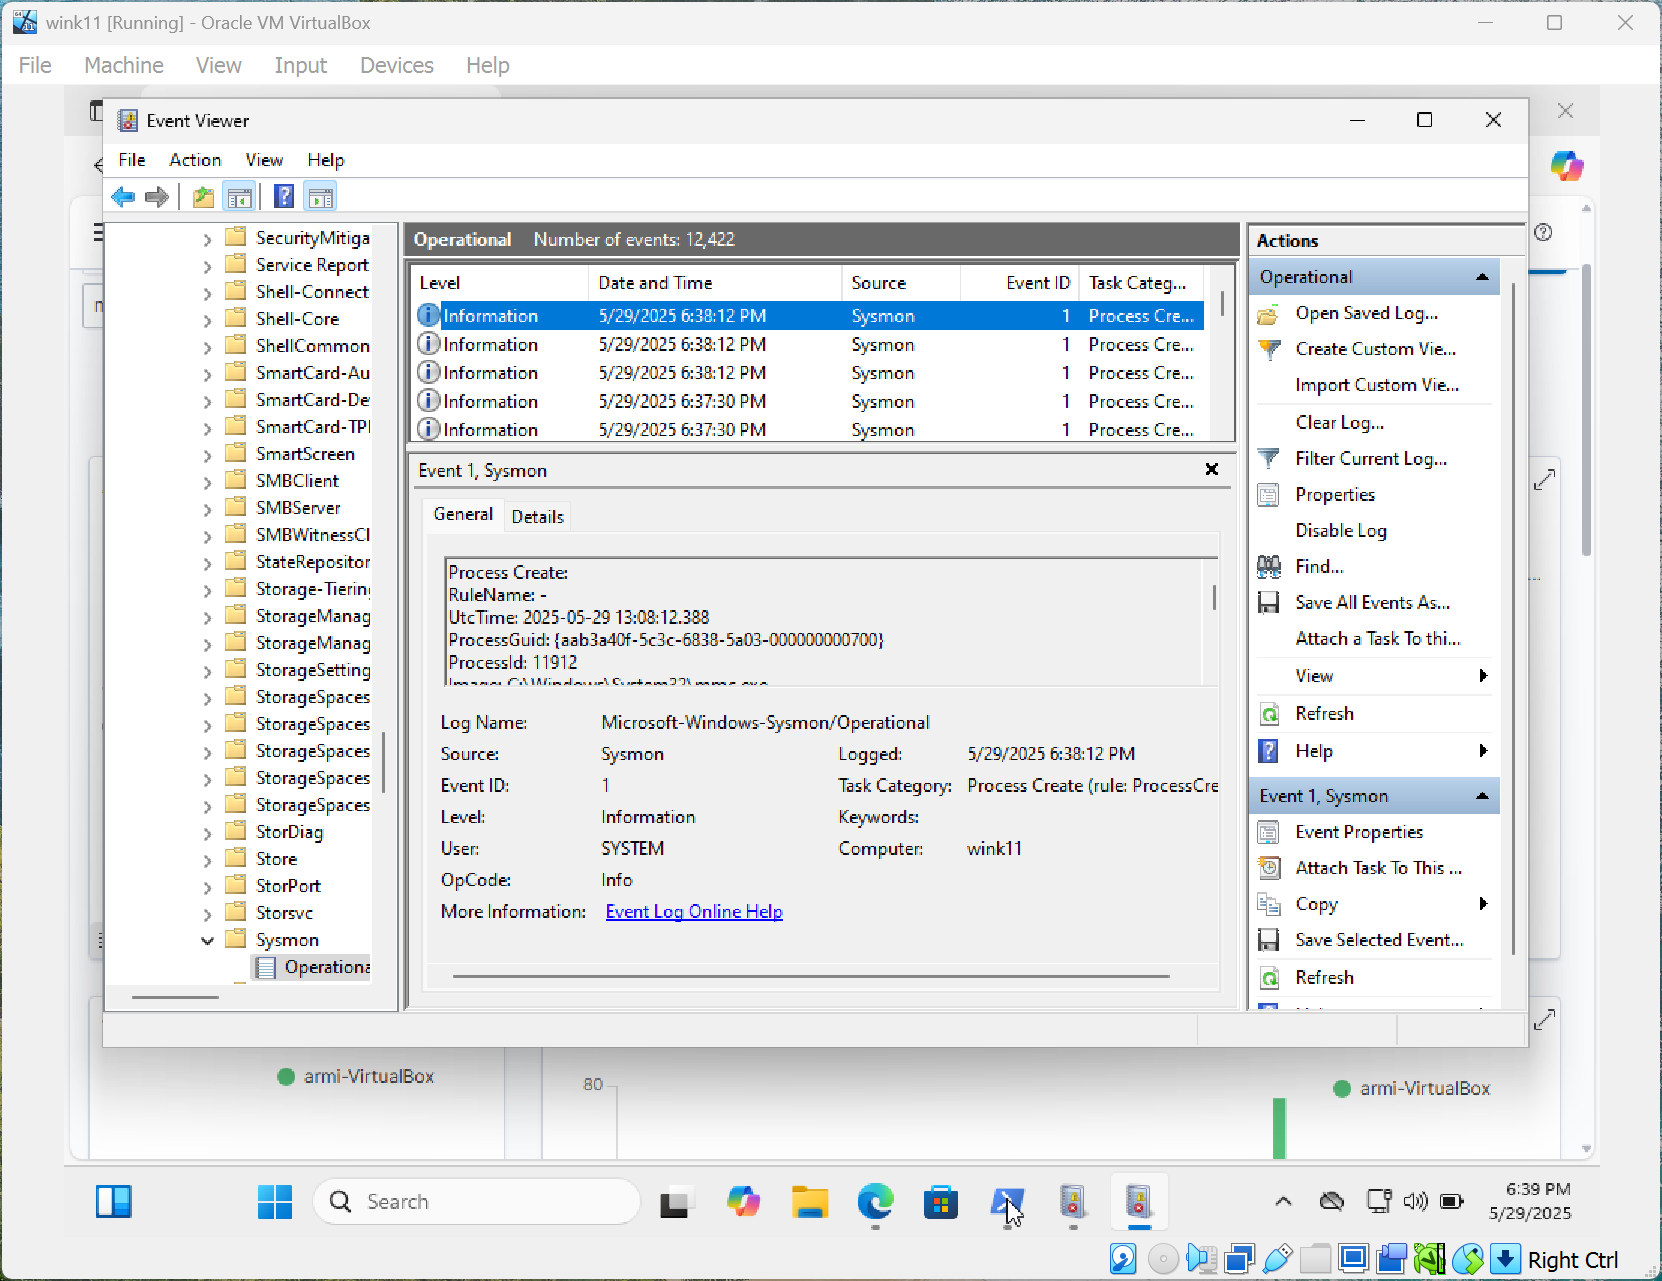 wink11 [Running] - Oracle VM VirtualBox
File Machine View Input Devices Help
Event Viewer
File Action View Help
SecurityMitiga
Service Report
Shell-Connect
Shell-Core
ShellCommon
SmartCard-Au
SmartCard-De
SmartCard-TPI
SmartScreen
SMBClient
SMBServer
SMBWitnessCl
StateRepositor
Storage-Tiering
StorageManag
StorageManag
StorageSetting
StorageSpaces
StorageSpaces
StorageSpaces
StorageSpaces
StorageSpaces
StorDiag
Store
StorPort
Storsvc
Sysmon
Operationa
Operational Number of events: 12,422
Level Date and Time Source Event ID Task Categ...
Information 5/29/2025 6:38:12 PM Sysmon 1 Process Cre...
Information 5/29/2025 6:38:12 PM Sysmon 1 Process Cre...
Information 5/29/2025 6:38:12 PM Sysmon 1 Process Cre...
Information 5/29/2025 6:37:30 PM Sysmon 1 Process Cre...
Information 5/29/2025 6:37:30 PM Sysmon 1 Process Cre...
Event 1, Sysmon
General Details
Process Create:
RuleName: -
UtcTime: 2025-05-29 13:08:12.388
ProcessGuid: {aab3a40f-5c3c-6838-5a03-000000000700}
ProcessId: 11912
Image: C:\Windows\System32\mmc.exe
Log Name: Microsoft-Windows-Sysmon/Operational
Source: Sysmon Logged: 5/29/2025 6:38:12 PM
Event ID: 1 Task Category: Process Create (rule: ProcessCre
Level: Information Keywords:
User: SYSTEM Computer: wink11
OpCode: Info
More Information: Event Log Online Help
Actions
Operational
Open Saved Log...
Create Custom Vie...
Import Custom Vie...
Clear Log...
Filter Current Log...
Properties
Disable Log
Find...
Save All Events As...
Attach a Task To thi...
View
Refresh
Help
Event 1, Sysmon
Event Properties
Attach Task To This ...
Copy
Save Selected Event...
Refresh
armi-VirtualBox
80
armi-VirtualBox
Search
6:39 PM
5/29/2025
Right Ctrl